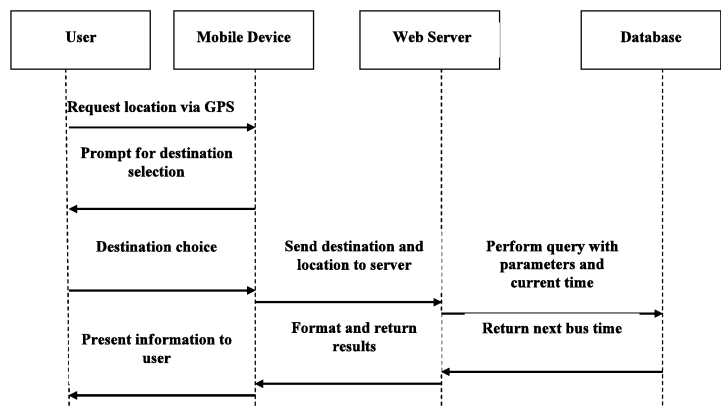 User
Mobile Device
Web Server
Database
Request location via GPS
Prompt for destination
selection
Destination choice
Send destination and
location to server
Perform query with
parameters and
current time
Present information to
user
Format and return
results
Return next bus time